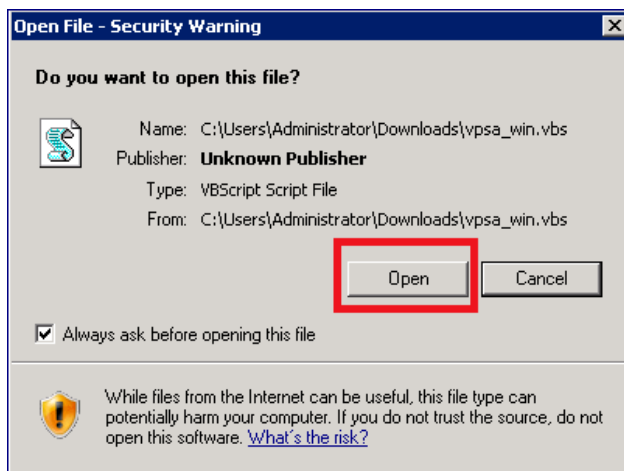 Open File - Security Warning
Do you want to open this file?
Name: C:\Users\Administrator\Downloads\vpsa_win.vbs
Publisher: Unknown Publisher
Type: VBScript Script File
From: C:\Users\Administrator\Downloads\vpsa_win.vbs
Open Cancel
Always ask before opening this file
While files from the Internet can be useful, this file type can
potentially harm your computer. If you do not trust the source, do not
open this software. What's the risk?